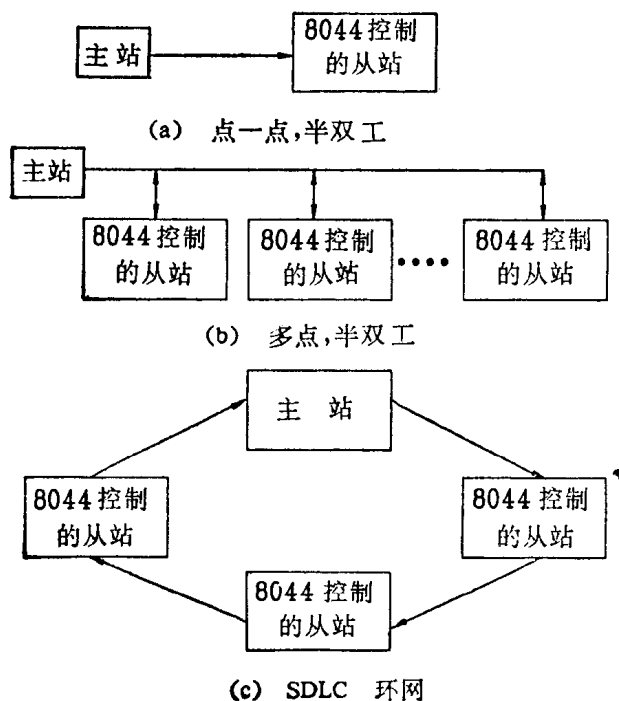 主站
8044控制
的从站
(a) 点一点,半双工
主站
8044控制
的从站
8044控制
的从站
••••
8044控制
的从站
(b) 多点,半双工
主 站
8044控制
的从站
8044控制
的从站
8044控制
的从站
(c) SDLC 环网